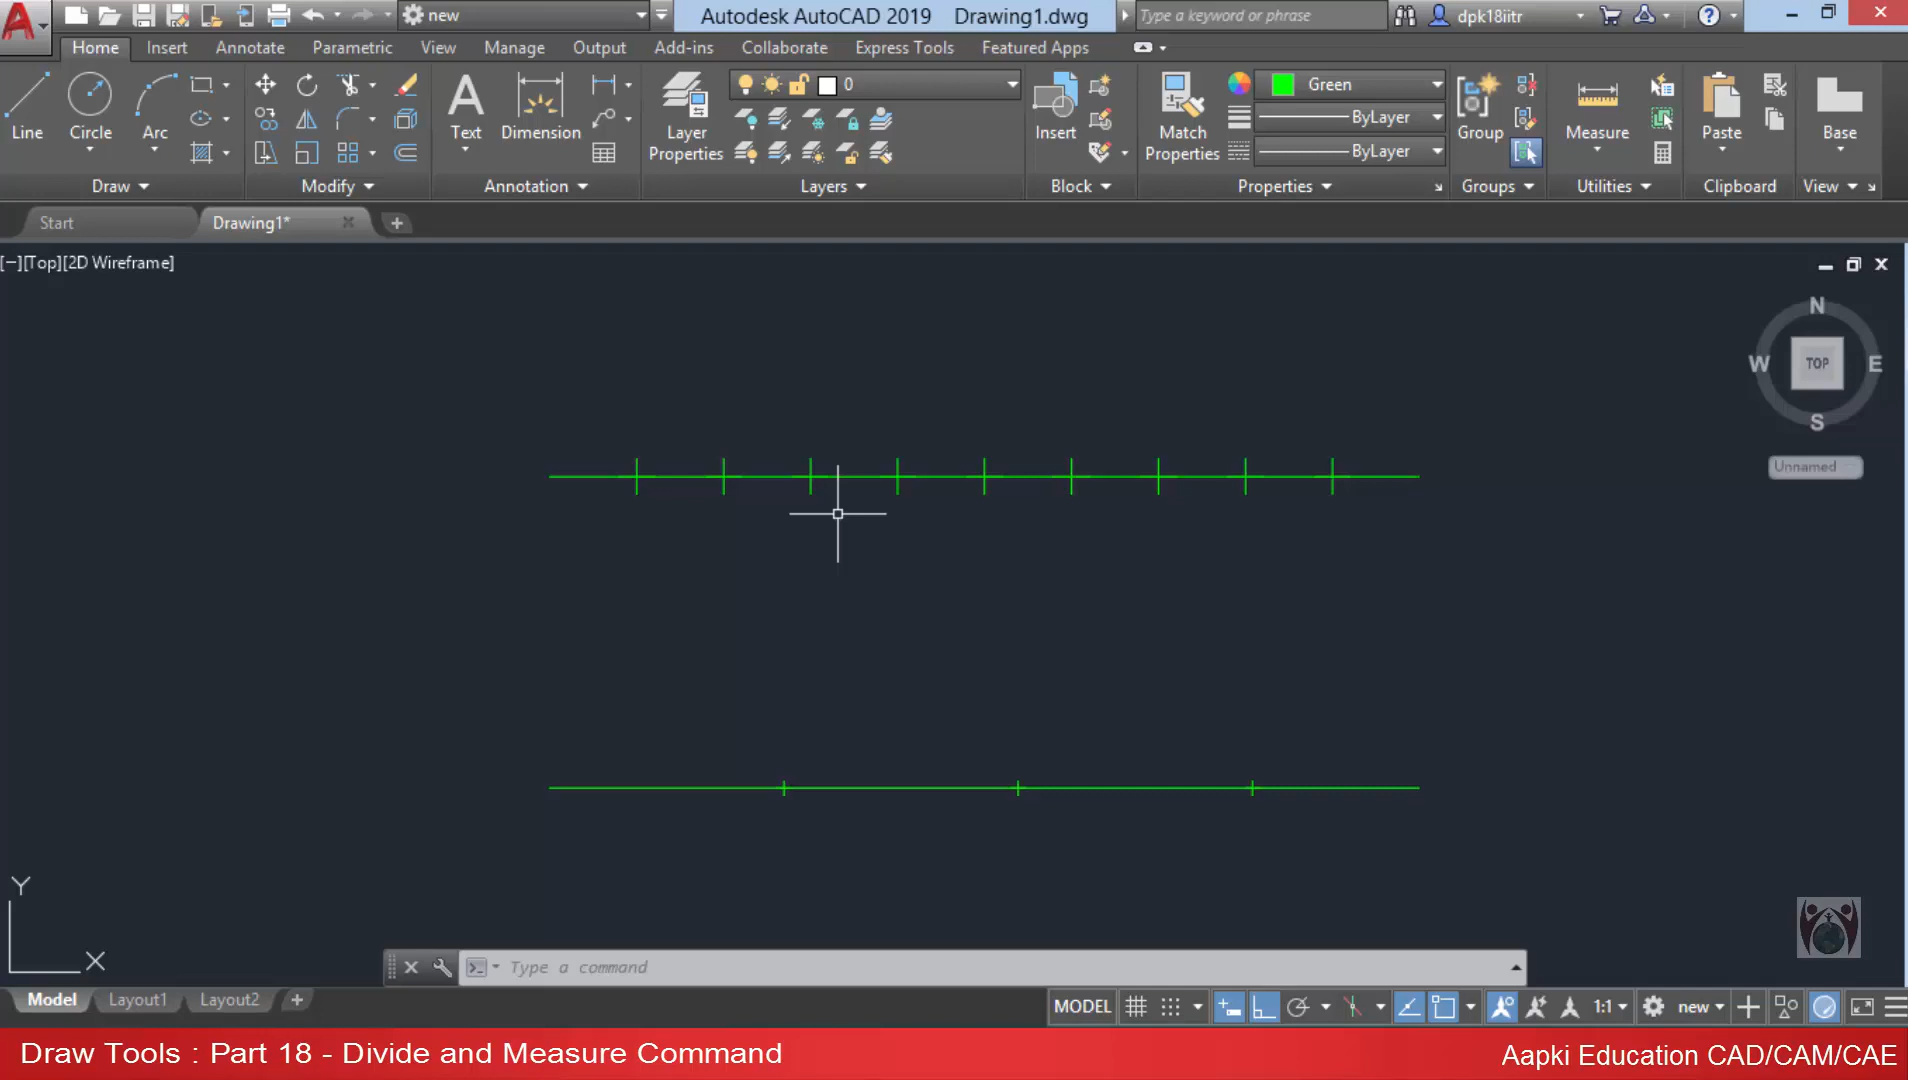 new
Autodesk AutoCAD 2019 Drawing1.dwg
Type a keyword or phrase
dpk18iitr
Home Insert Annotate Parametric View Manage Output Add-ins Collaborate Express Tools Featured Apps
Line Circle Arc
Text Dimension
Layer Properties
0
Insert
Match Properties
Green
ByLayer
ByLayer
Group
Measure
Paste
Base
Draw Modify Annotation Layers Block Properties Groups Utilities Clipboard View
Start Drawing1*
[−][Top][2D Wireframe]
N
W TOP E
S
Unnamed
Y
X
Type a command
Model Layout1 Layout2
MODEL 1:1 new
Draw Tools : Part 18 - Divide and Measure Command
Aapki Education CAD/CAM/CAE